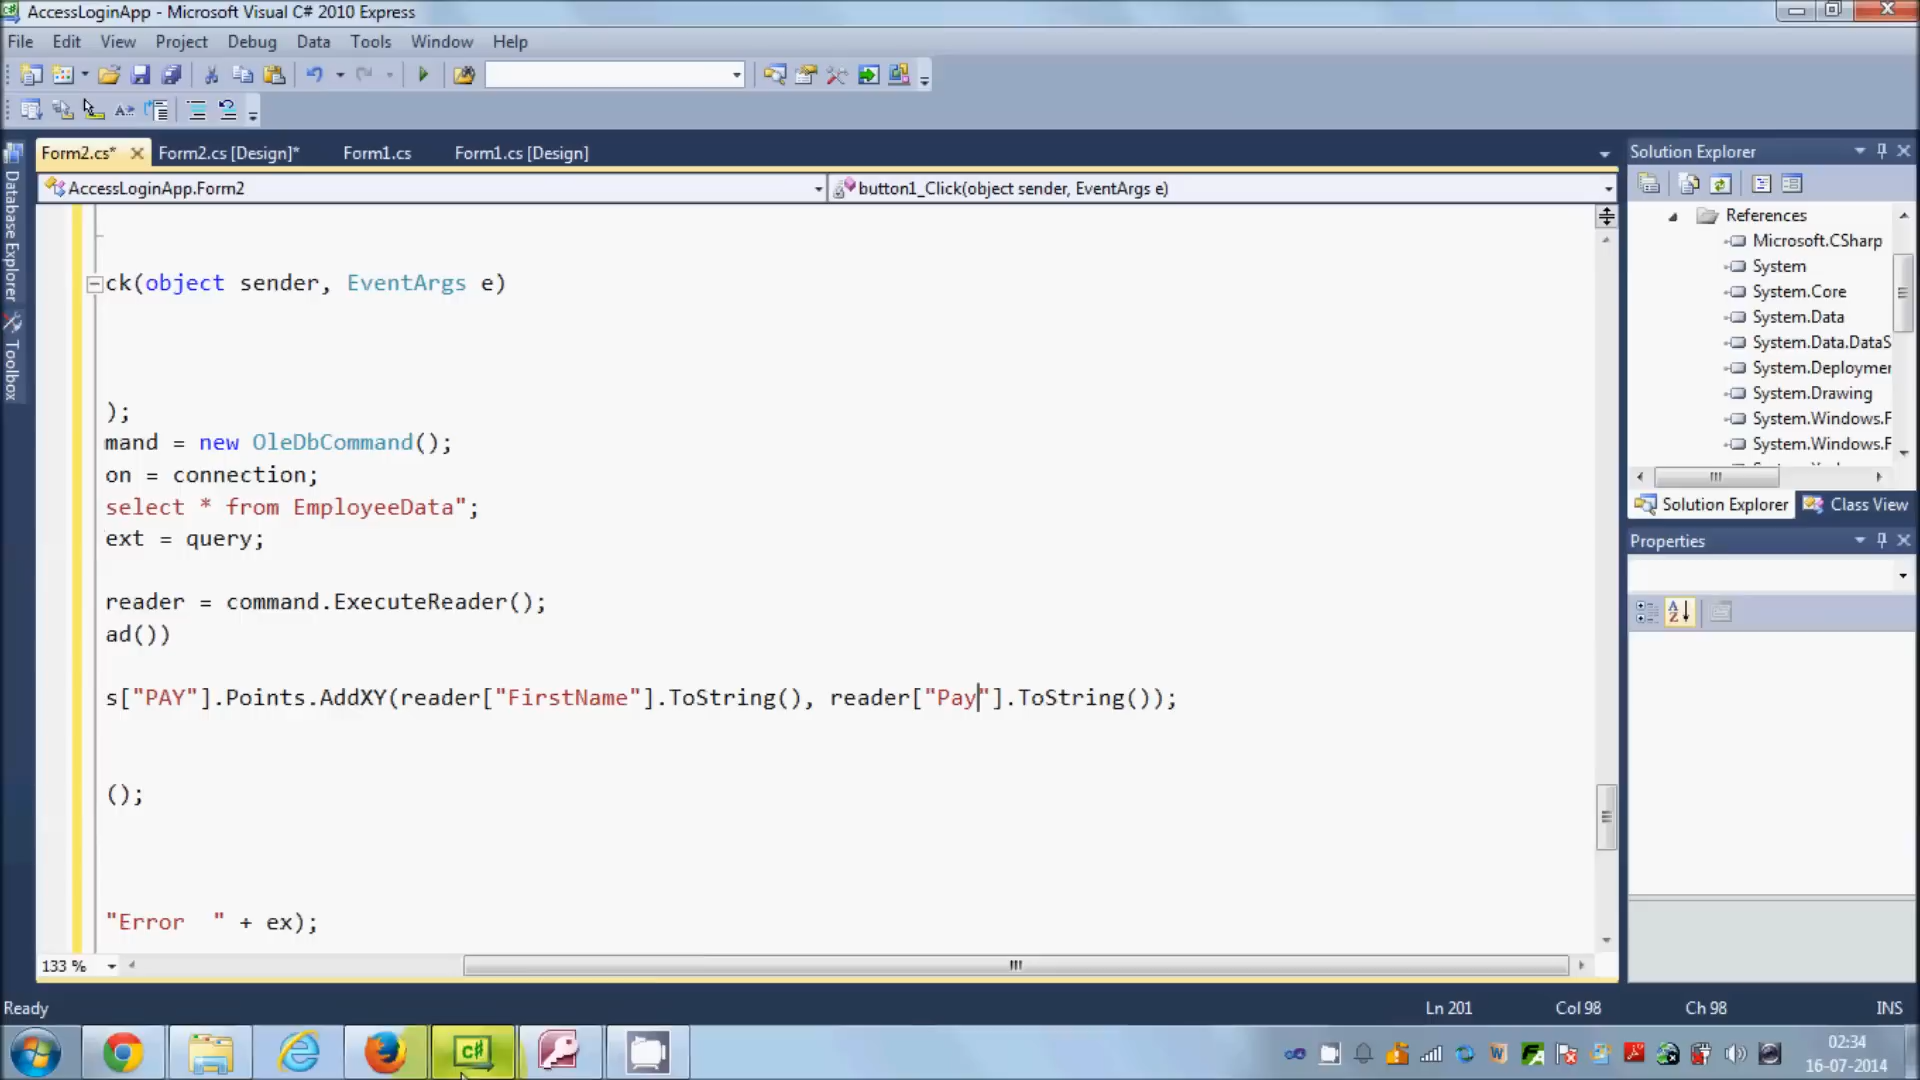 AccessLoginApp - Microsoft Visual C# 2010 Express
File Edit View Project Debug Data Tools Window Help
Form2.cs* Form2.cs [Design]* Form1.cs Form1.cs [Design]
AccessLoginApp.Form2 button1_Click(object sender, EventArgs e)
Database Explorer
Toolbox
ck(object sender, EventArgs e)
);
mand = new OleDbCommand();
on = connection;
select * from EmployeeData";
ext = query;
reader = command.ExecuteReader();
ad())
s["PAY"].Points.AddXY(reader["FirstName"].ToString(), reader["Pay"].ToString());
();
"Error  " + ex);
133 %
Solution Explorer
References
Microsoft.CSharp
System
System.Core
System.Data
System.Data.DataS
System.Deploymer
System.Drawing
System.Windows.F
System.Windows.F
Solution Explorer Class View
Properties
Ready Ln 201 Col 98 Ch 98 INS
02:34
16-07-2014